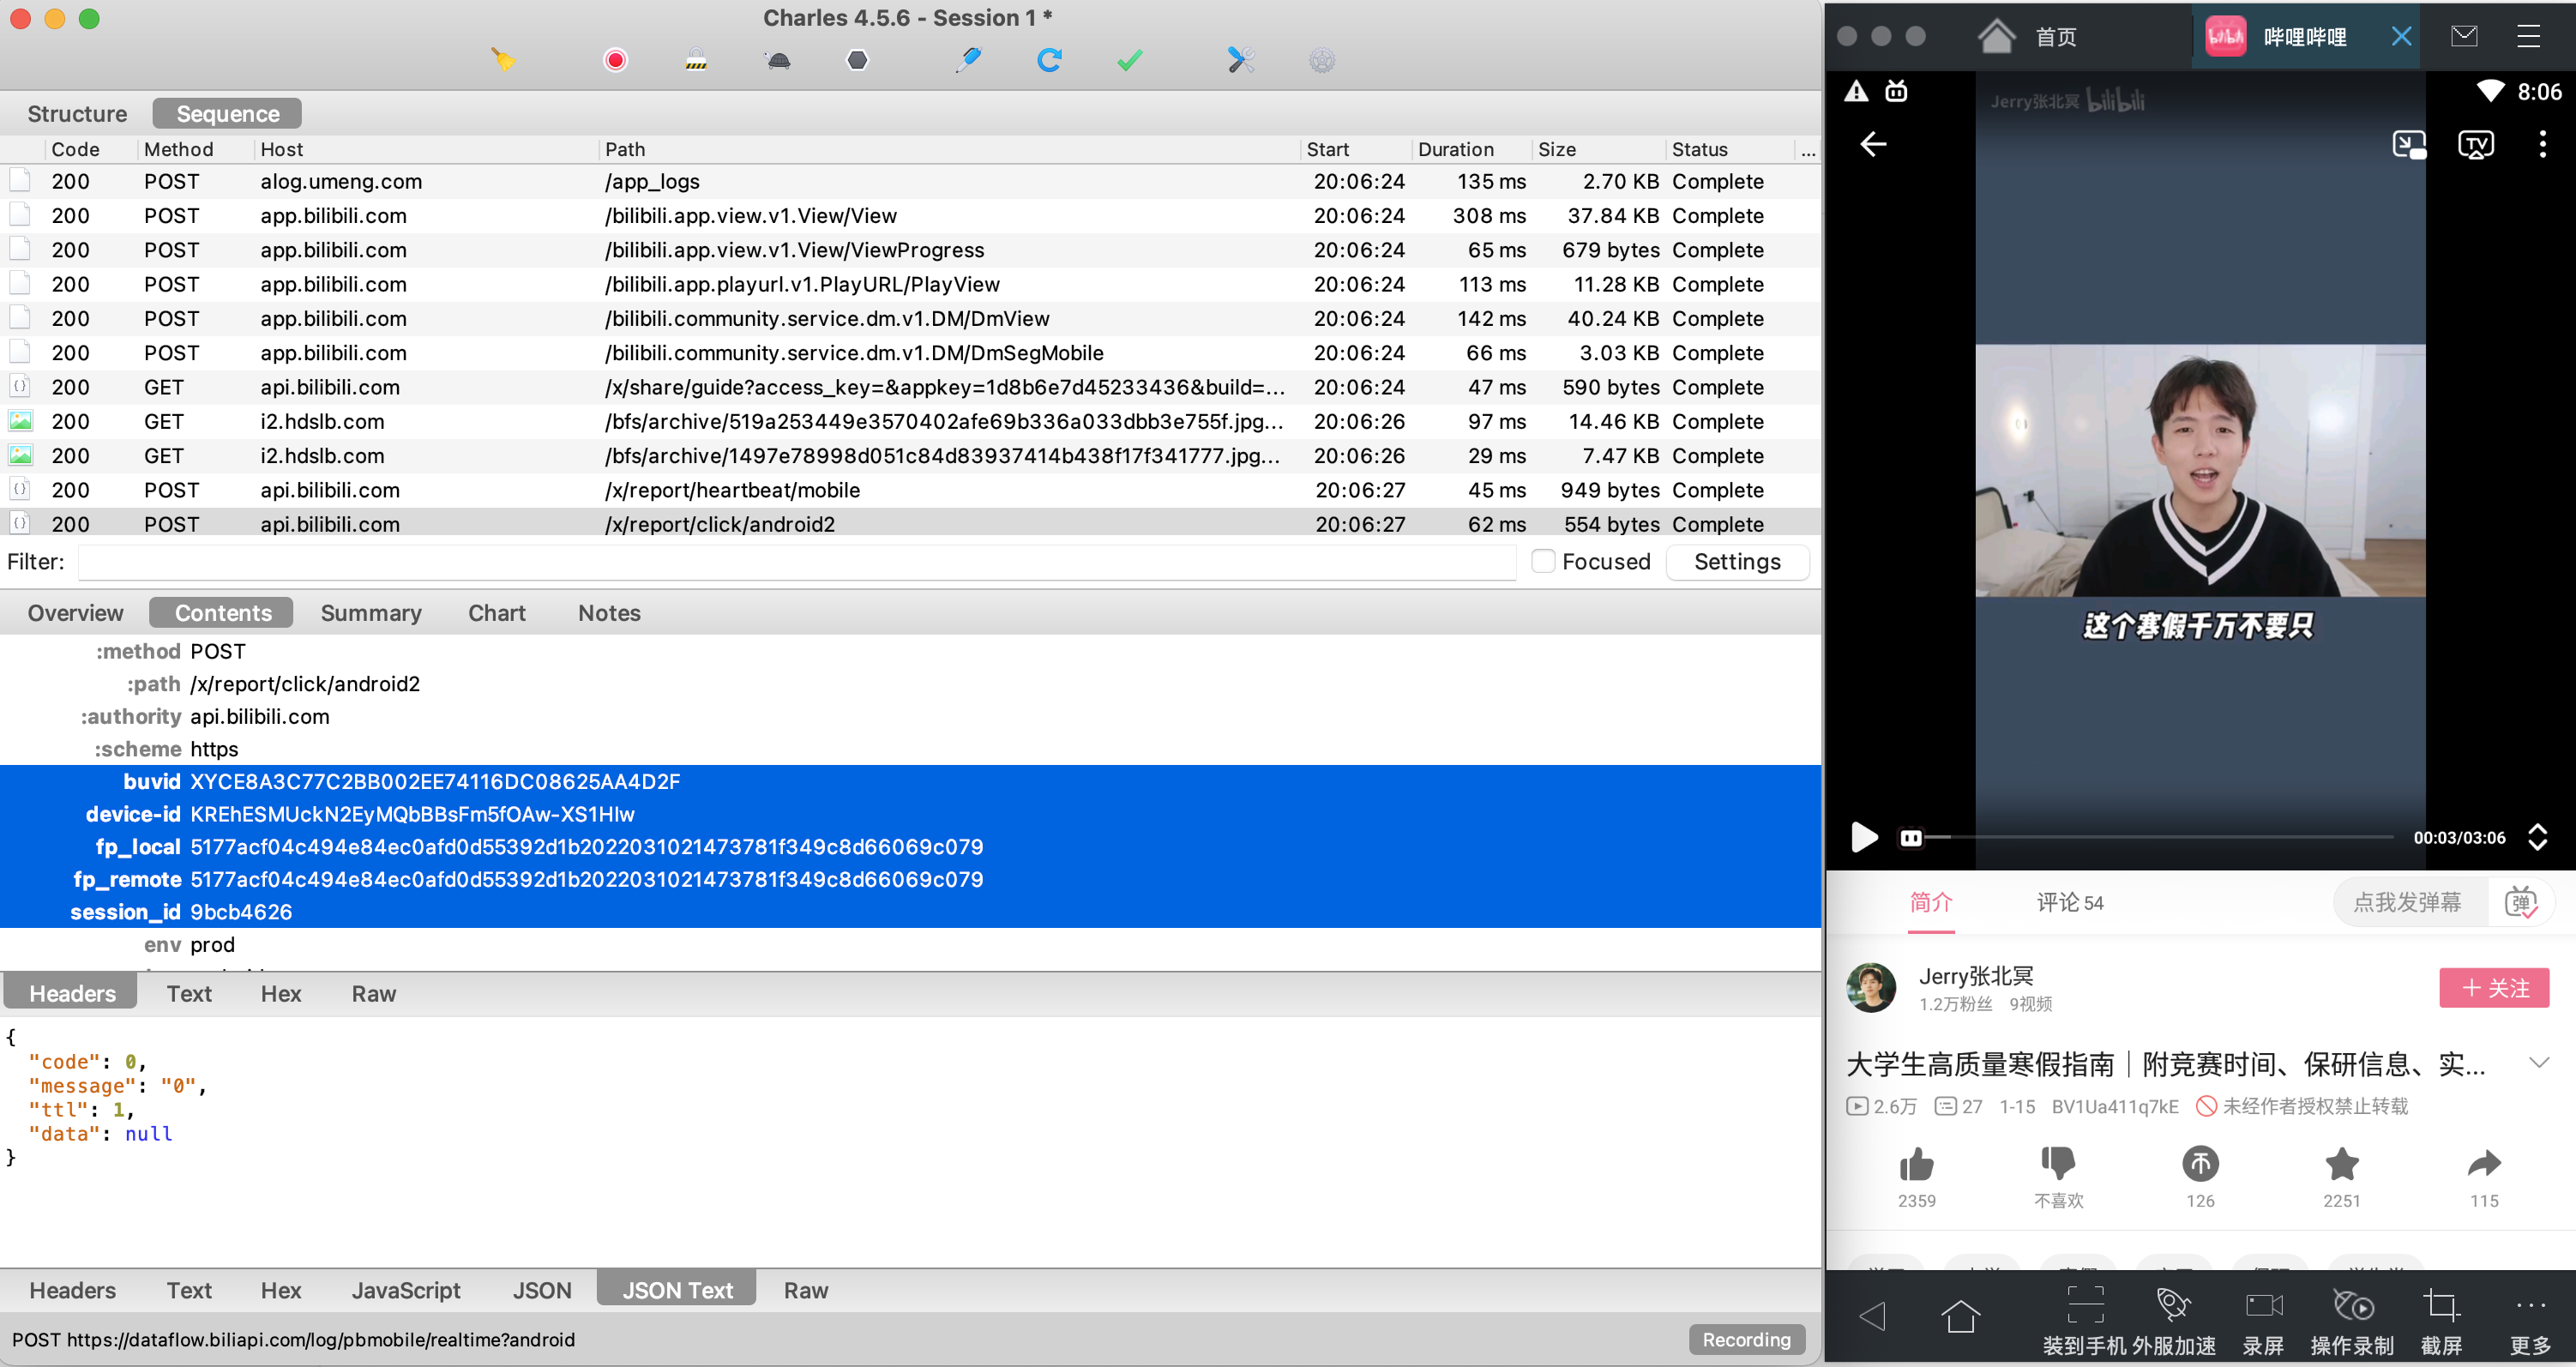 Charles 4.5.6 - Session 1 *
Structure Sequence
Code Method Host Path Start Duration Size Status ...
200 POST alog.umeng.com /app_logs 20:06:24 135 ms 2.70 KB Complete
200 POST app.bilibili.com /bilibili.app.view.v1.View/View 20:06:24 308 ms 37.84 KB Complete
200 POST app.bilibili.com /bilibili.app.view.v1.View/ViewProgress 20:06:24 65 ms 679 bytes Complete
200 POST app.bilibili.com /bilibili.app.playurl.v1.PlayURL/PlayView 20:06:24 113 ms 11.28 KB Complete
200 POST app.bilibili.com /bilibili.community.service.dm.v1.DM/DmView 20:06:24 142 ms 40.24 KB Complete
200 POST app.bilibili.com /bilibili.community.service.dm.v1.DM/DmSegMobile 20:06:24 66 ms 3.03 KB Complete
200 GET api.bilibili.com /x/share/guide?access_key=&appkey=1d8b6e7d45233436&build=... 20:06:24 47 ms 590 bytes Complete
200 GET i2.hdslb.com /bfs/archive/519a253449e3570402afe69b336a033dbb3e755f.jpg... 20:06:26 97 ms 14.46 KB Complete
200 GET i2.hdslb.com /bfs/archive/1497e78998d051c84d83937414b438f17f341777.jpg... 20:06:26 29 ms 7.47 KB Complete
200 POST api.bilibili.com /x/report/heartbeat/mobile 20:06:27 45 ms 949 bytes Complete
200 POST api.bilibili.com /x/report/click/android2 20:06:27 62 ms 554 bytes Complete
Filter: Focused Settings
Overview Contents Summary Chart Notes
:method POST
:path /x/report/click/android2
:authority api.bilibili.com
:scheme https
buvid XYCE8A3C77C2BB002EE74116DC08625AA4D2F
device-id KREhESMUckN2EyMQbBBsFm5fOAw-XS1HIw
fp_local 5177acf04c494e84ec0afd0d55392d1b2022031021473781f349c8d66069c079
fp_remote 5177acf04c494e84ec0afd0d55392d1b2022031021473781f349c8d66069c079
session_id 9bcb4626
env prod
Headers Text Hex Raw
{
"code": 0,
"message": "0",
"ttl": 1,
"data": null
}
Headers Text Hex JavaScript JSON JSON Text Raw
POST https://dataflow.biliapi.com/log/pbmobile/realtime?android Recording
首页 bilibili 哔哩哔哩
8:06
Jerry张北冥 bilibili
TV
这个寒假千万不要只
00:03/03:06
简介 评论 54 点我发弹幕 弹
Jerry张北冥
1.2万粉丝 9视频
＋关注
大学生高质量寒假指南｜附竞赛时间、保研信息、实...
2.6万 27 1-15 BV1Ua411q7kE 未经作者授权禁止转载
2359 不喜欢 126 2251 115
装到手机 外服加速 录屏 操作录制 截屏 更多